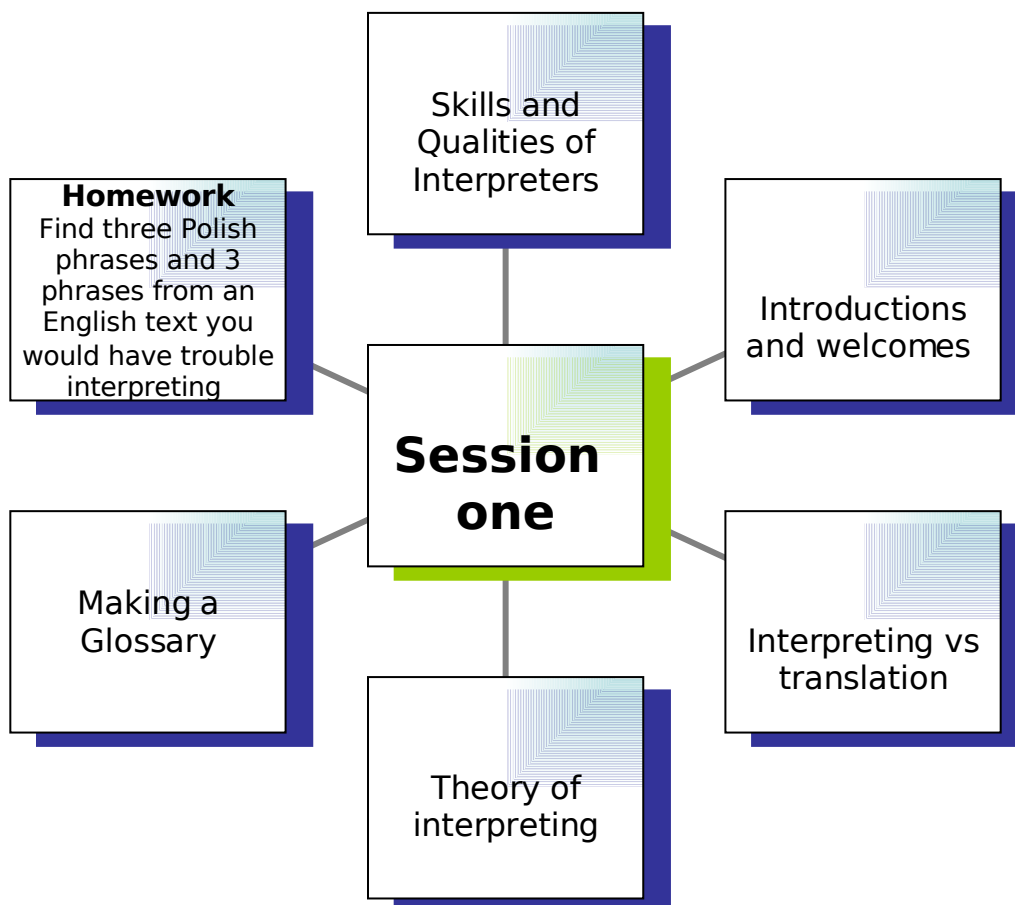 Skills and
Qualities of
Interpreters
Homework
Find three Polish
phrases and 3
phrases from an
English text you
would have trouble
interpreting
Introductions
and welcomes
Session
one
Making a
Glossary
Interpreting vs
translation
Theory of
interpreting